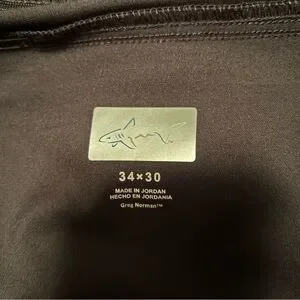 34×30
MADE IN JORDAN
HECHO EN JORDANIA
Greg Norman™